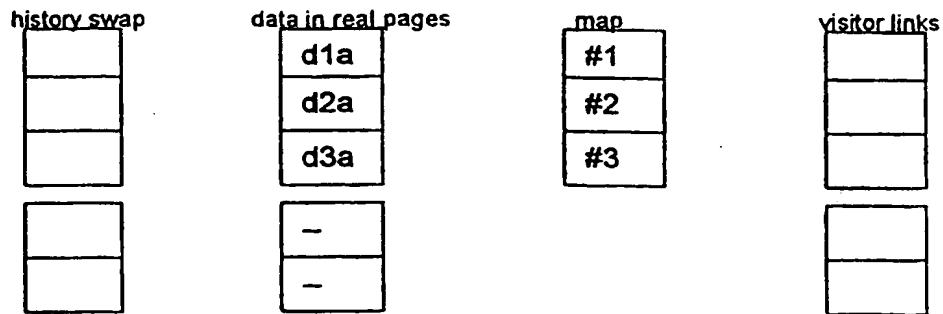 history swap data in real pages map visitor links
d1a #1
d2a #2
d3a #3
–
–